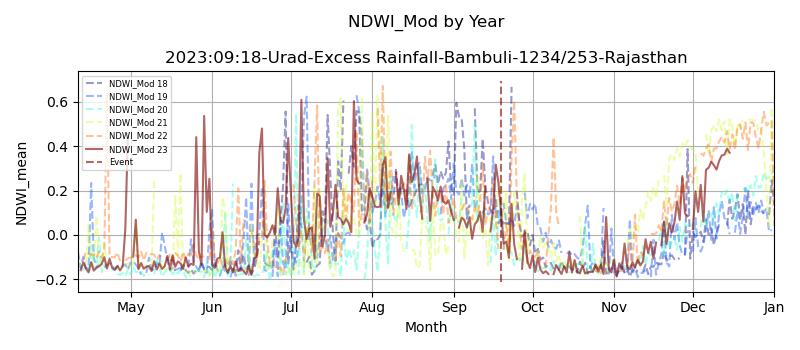 NDWI_Mod by Year
2023:09:18-Urad-Excess Rainfall-Bambuli-1234/253-Rajasthan
NDWI_mean
0.6
0.4
0.2
0.0
−0.2
NDWI_Mod 18
NDWI_Mod 19
NDWI_Mod 20
NDWI_Mod 21
NDWI_Mod 22
NDWI_Mod 23
Event
May Jun Jul Aug Sep Oct Nov Dec Jan
Month